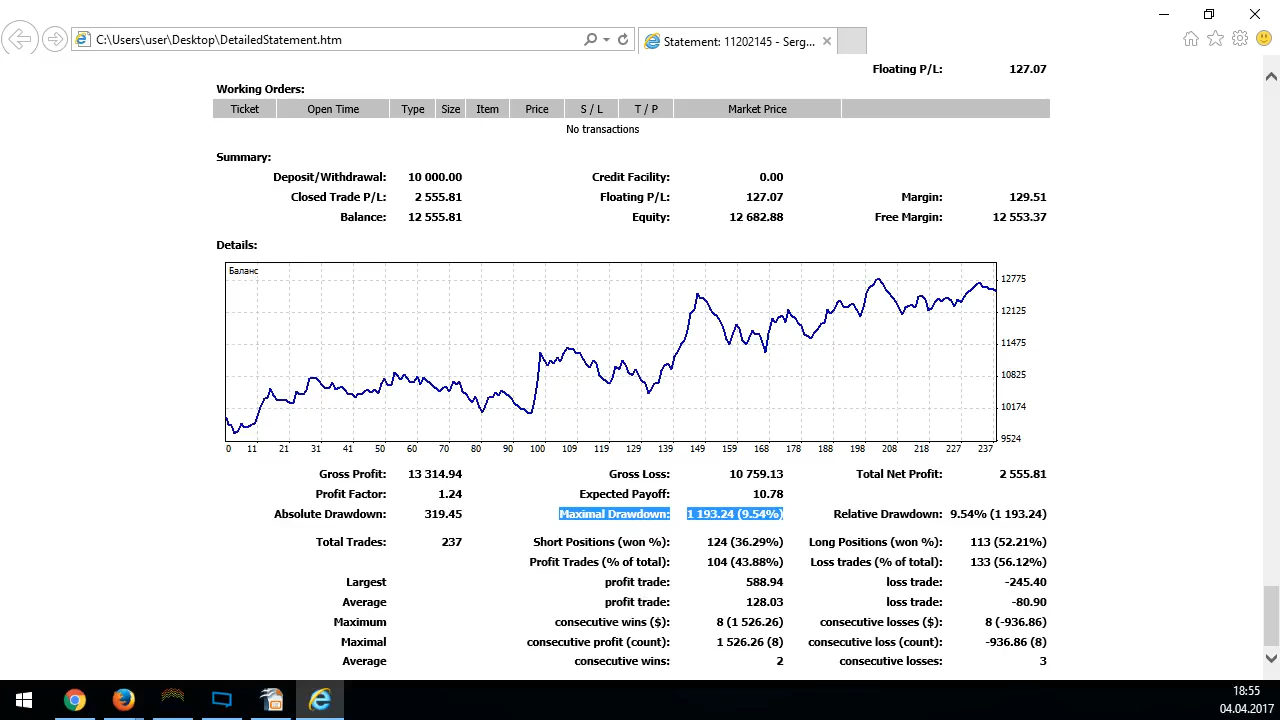 C:\Users\user\Desktop\DetailedStatement.htm
Statement: 11202145 - Serg...
Floating P/L: 127.07
Working Orders:
Ticket Open Time Type Size Item Price S / L T / P Market Price
No transactions
Summary:
Deposit/Withdrawal: 10 000.00 Credit Facility: 0.00
Closed Trade P/L: 2 555.81 Floating P/L: 127.07 Margin: 129.51
Balance: 12 555.81 Equity: 12 682.88 Free Margin: 12 553.37
Details:
Баланс
12775
12125
11475
10825
10174
9524
0 11 21 31 41 50 60 70 80 90 100 109 119 129 139 149 159 168 178 188 198 208 218 227 237
Gross Profit: 13 314.94 Gross Loss: 10 759.13 Total Net Profit: 2 555.81
Profit Factor: 1.24 Expected Payoff: 10.78
Absolute Drawdown: 319.45 Maximal Drawdown: 1 193.24 (9.54%) Relative Drawdown: 9.54% (1 193.24)
Total Trades: 237 Short Positions (won %): 124 (36.29%) Long Positions (won %): 113 (52.21%)
Profit Trades (% of total): 104 (43.88%) Loss trades (% of total): 133 (56.12%)
Largest profit trade: 588.94 loss trade: -245.40
Average profit trade: 128.03 loss trade: -80.90
Maximum consecutive wins ($): 8 (1 526.26) consecutive losses ($): 8 (-936.86)
Maximal consecutive profit (count): 1 526.26 (8) consecutive loss (count): -936.86 (8)
Average consecutive wins: 2 consecutive losses: 3
18:55
04.04.2017